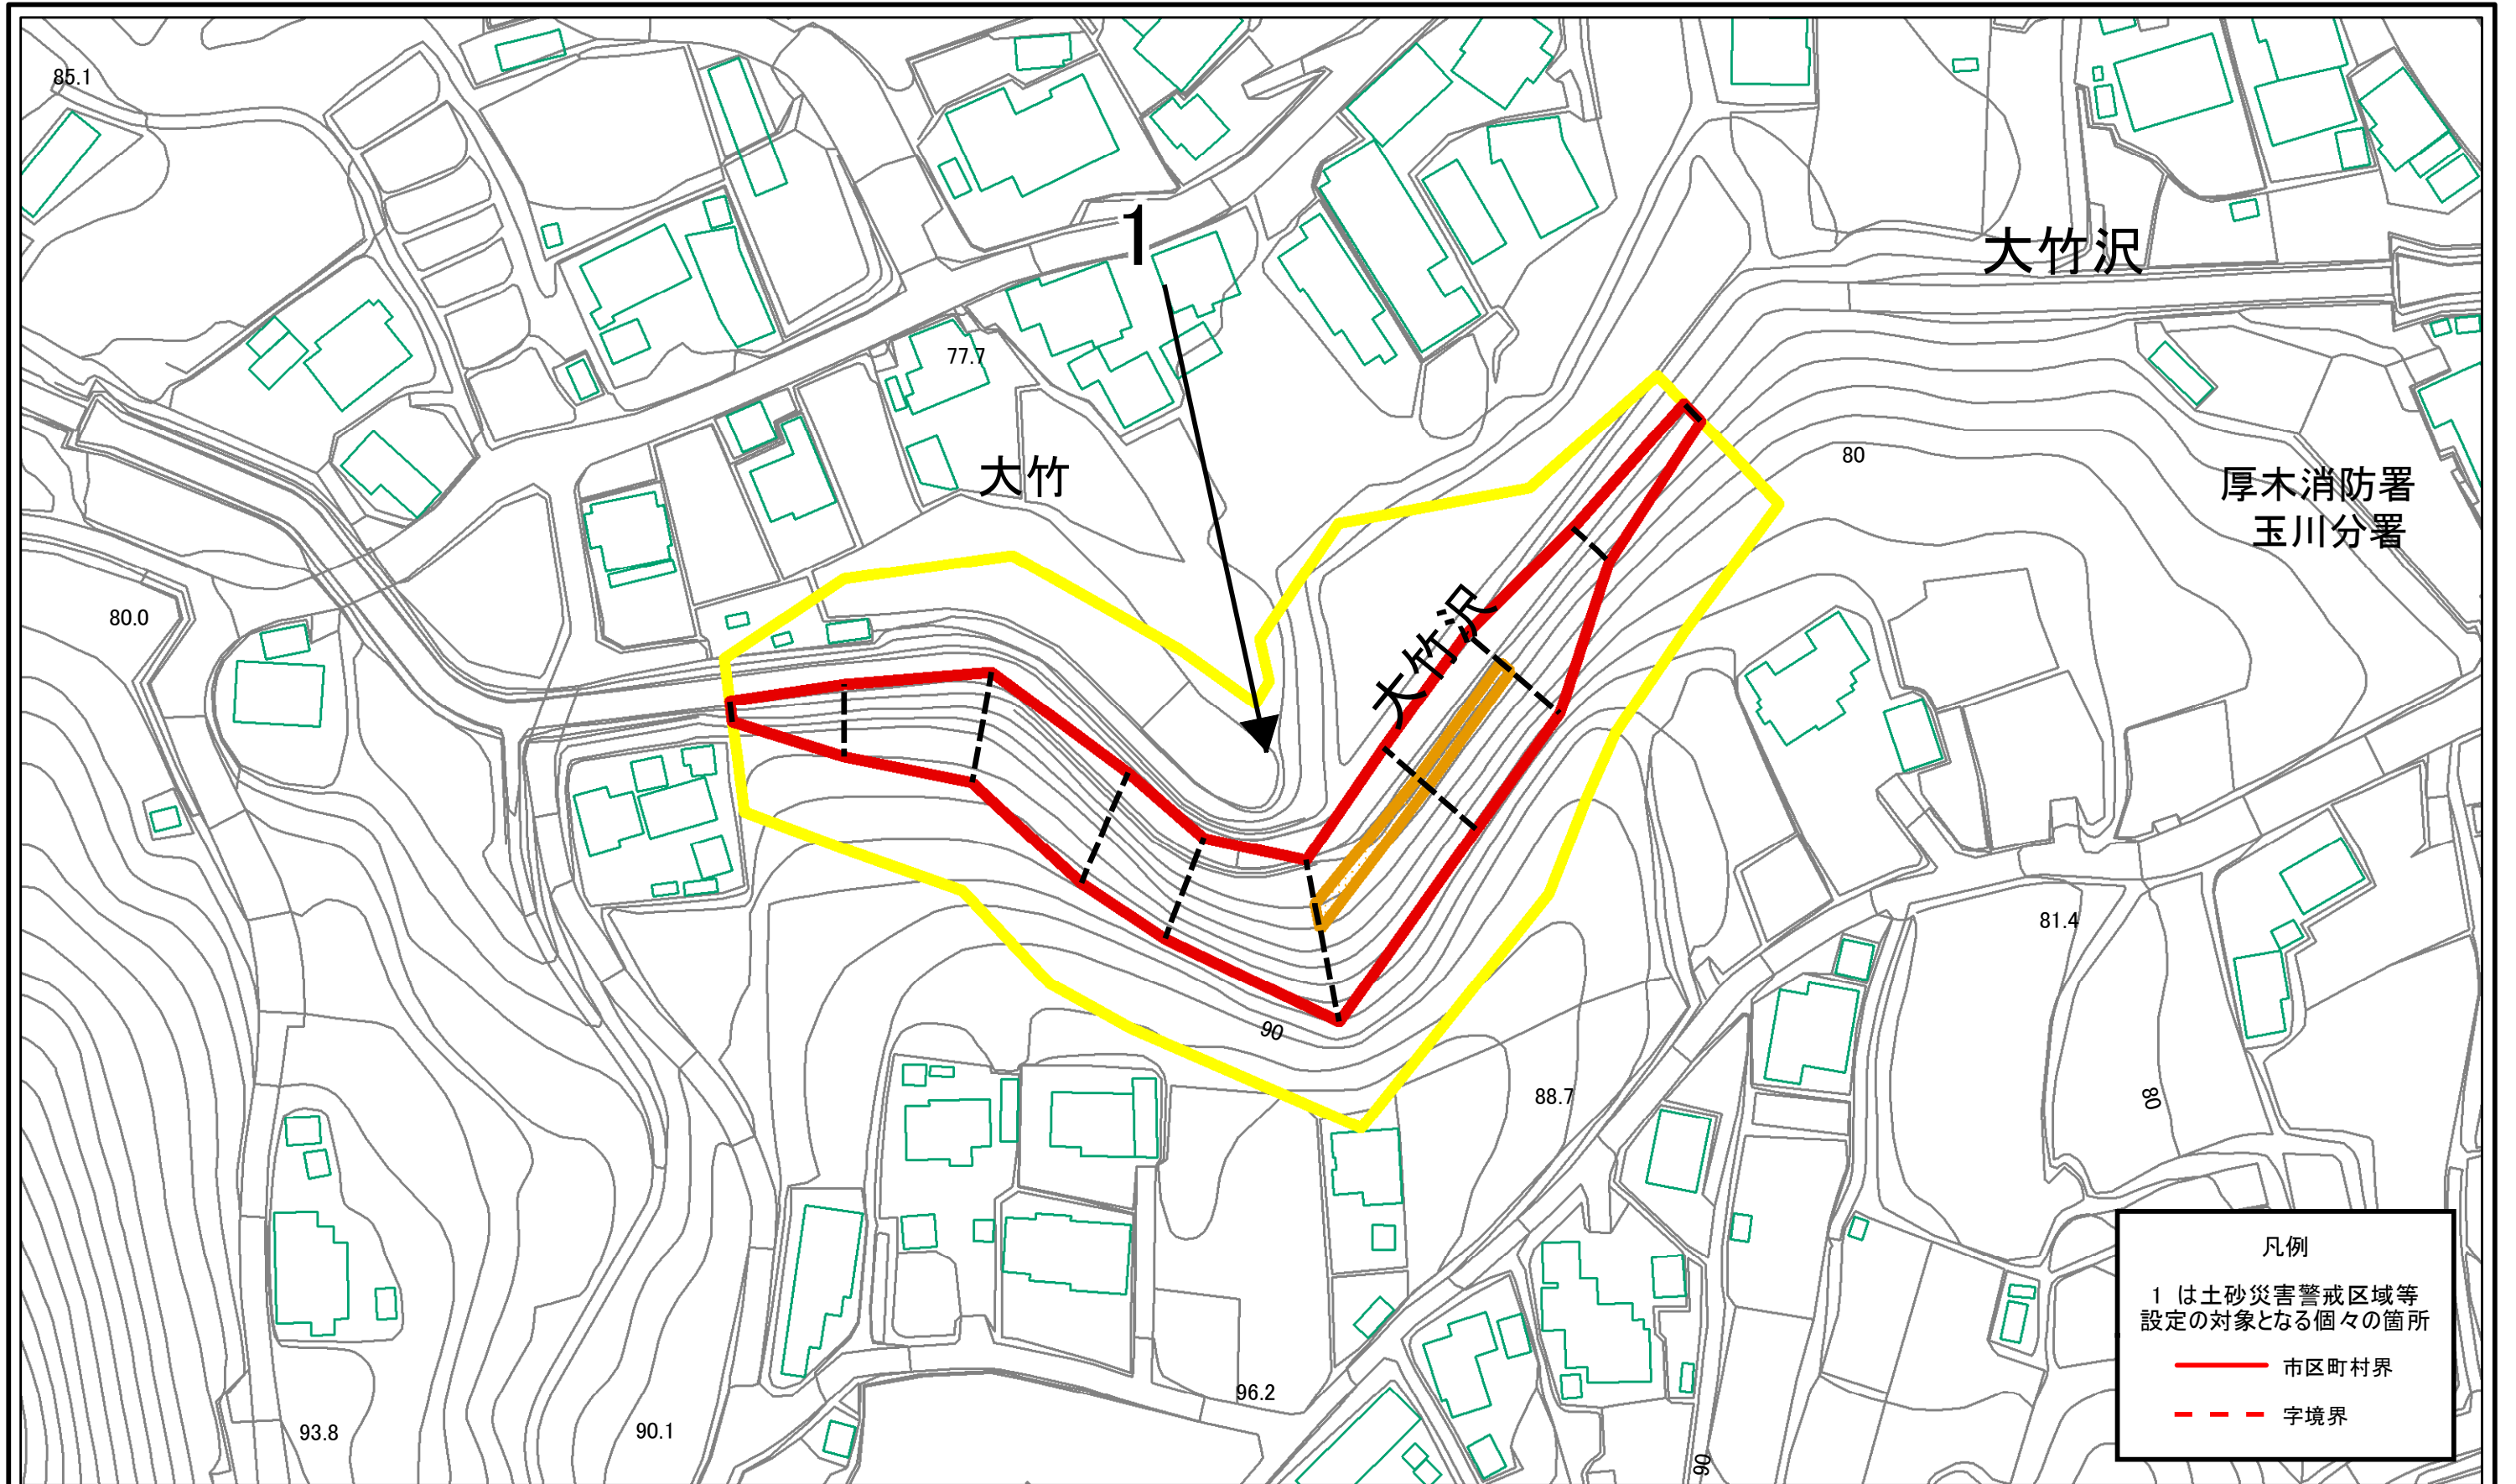 85.1
1
大竹沢
77.7
大竹
80
厚木消防署
玉川分署
80.0
大竹沢
81.4
90
88.7
80
96.2
93.8
90.1
90
凡例
1 は土砂災害警戒区域等
設定の対象となる個々の箇所
市区町村界
字境界